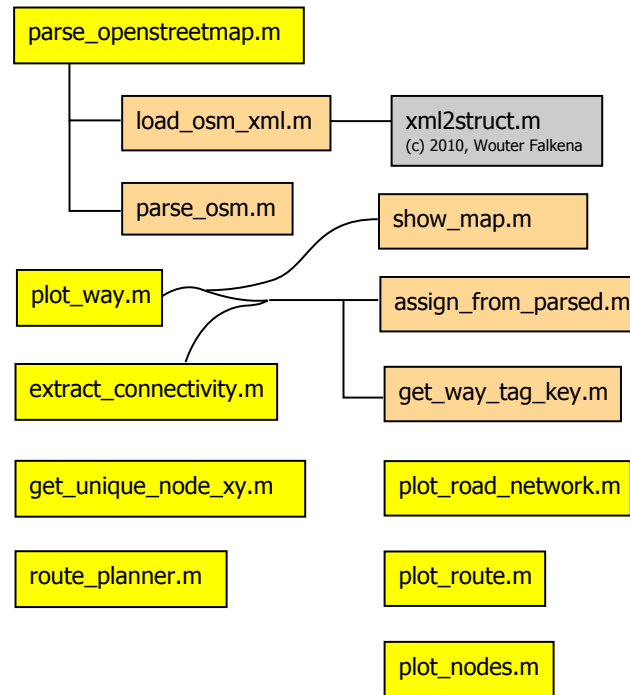 parse_openstreetmap.m
load_osm_xml.m
xml2struct.m
(c) 2010, Wouter Falkena
parse_osm.m
show_map.m
plot_way.m
assign_from_parsed.m
extract_connectivity.m
get_way_tag_key.m
get_unique_node_xy.m
plot_road_network.m
route_planner.m
plot_route.m
plot_nodes.m